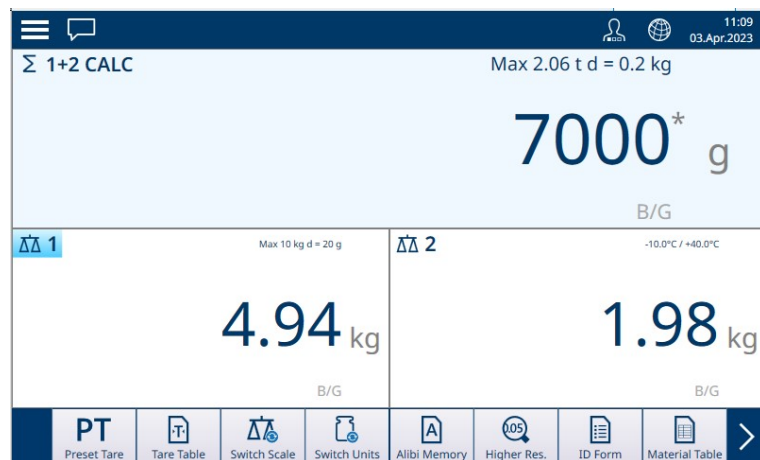 11:09
03.Apr.2023
Σ 1+2 CALC
Max 2.06 t d = 0.2 kg
7000* g
B/G
1
Max 10 kg d = 20 g
4.94 kg
B/G
2
-10.0°C / +40.0°C
1.98 kg
B/G
PT
Preset Tare
T
Tare Table
Switch Scale
Switch Units
A
Alibi Memory
0.05
Higher Res.
ID Form
Material Table